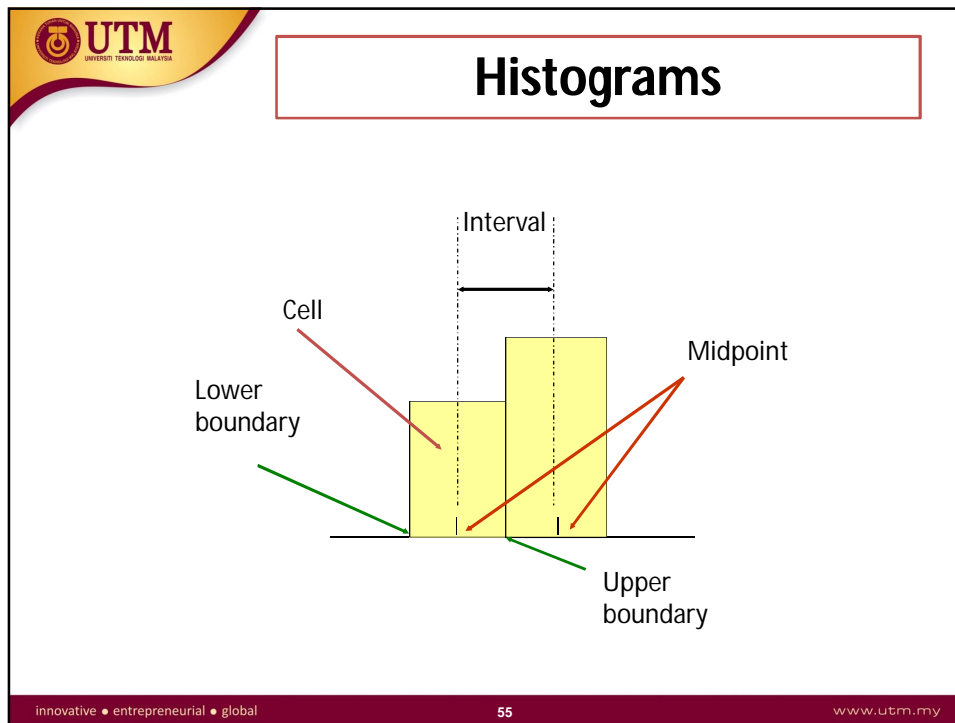 UTM
UNIVERSITI TEKNOLOGI MALAYSIA
Histograms
Interval
Cell
Midpoint
Lower
boundary
Upper
boundary
innovative ● entrepreneurial ● global
55
www.utm.my